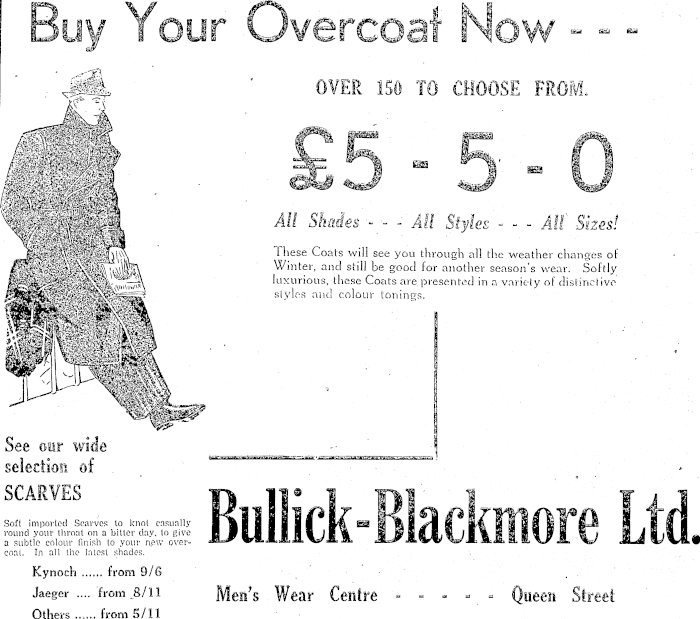 Buy Your Overcoat Now - - -
OVER 150 TO CHOOSE FROM.
£5 - 5 - 0
All Shades - - - All Styles - - - All Sizes!
These Coats will see you through all the weather changes of
Winter, and still be good for another season's wear. Softly
luxurious, these Coats are presented in a variety of distinctive
styles and colour tonings.
See our wide
selection of
SCARVES
Soft imported Scarves to knot casually
round your throat on a bitter day, to give
a subtle colour finish to your new over-
coat. In all the latest shades.
Kynoch ...... from 9/6
Jaeger .... from 8/11
Others ..... from 5/11
Bullick-Blackmore Ltd.
Men's Wear Centre - - - - - Queen Street